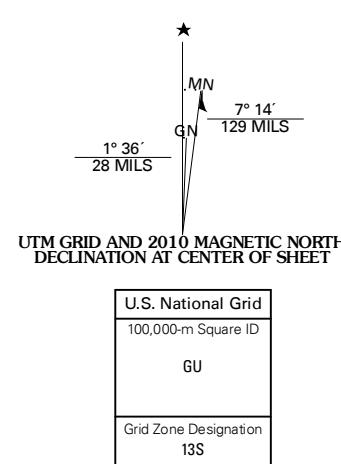 MN
7° 14´
129 MILS
GN
1° 36´
28 MILS
UTM GRID AND 2010 MAGNETIC NORTH
DECLINATION AT CENTER OF SHEET
U.S. National Grid
100,000-m Square ID
GU
Grid Zone Designation
13S